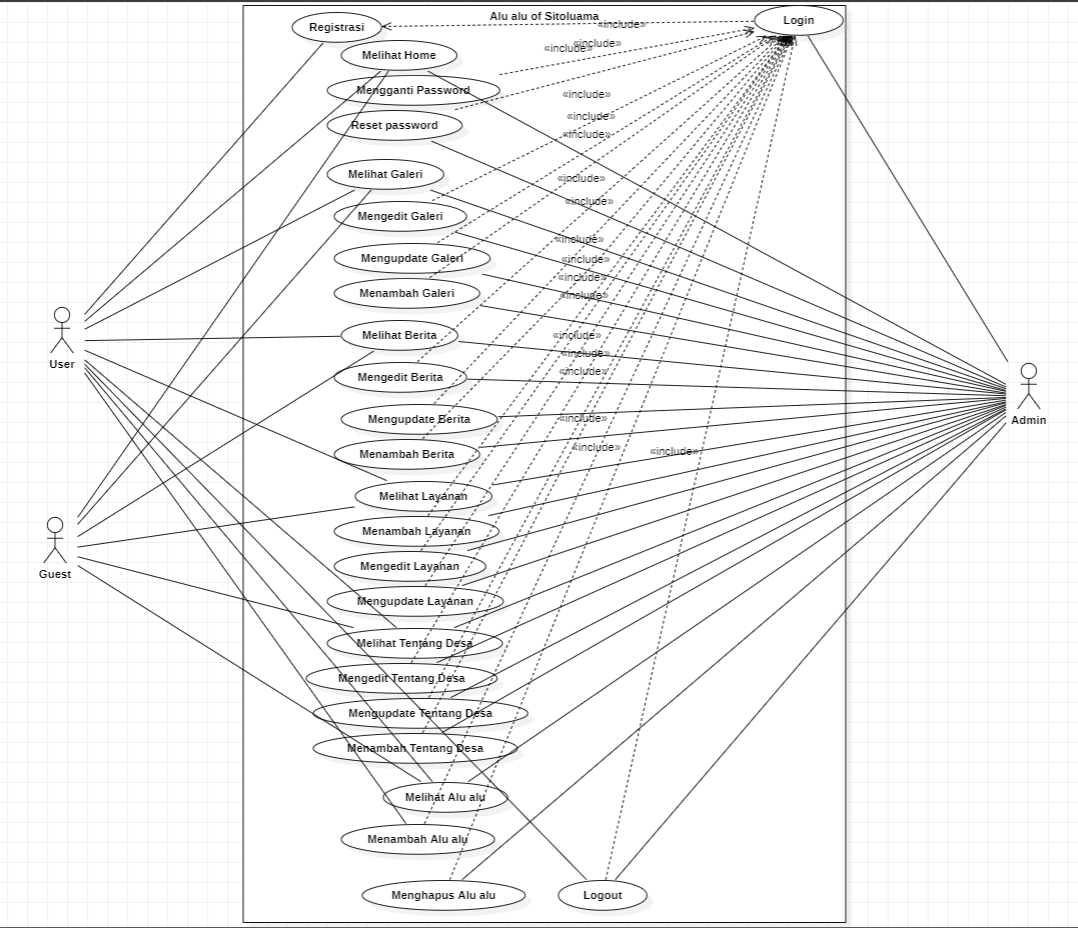 Alu alu of Sitoluama
Registrasi
«include»
Login
«include»
«include»
Melihat Home
Mengganti Password
«include»
Reset password
«include»
«include»
Melihat Galeri
«include»
«include»
Mengedit Galeri
«include»
Mengupdate Galeri
«include»
«include»
Menambah Galeri
«include»
Melihat Berita
«include»
«include»
Mengedit Berita
«include»
User
Mengupdate Berita
«include»
Admin
Menambah Berita
«include»
«include»
Melihat Layanan
Menambah Layanan
Mengedit Layanan
Guest
Mengupdate Layanan
Melihat Tentang Desa
Mengedit Tentang Desa
Mengupdate Tentang Desa
Menambah Tentang Desa
Melihat Alu alu
Menambah Alu alu
Menghapus Alu alu
Logout